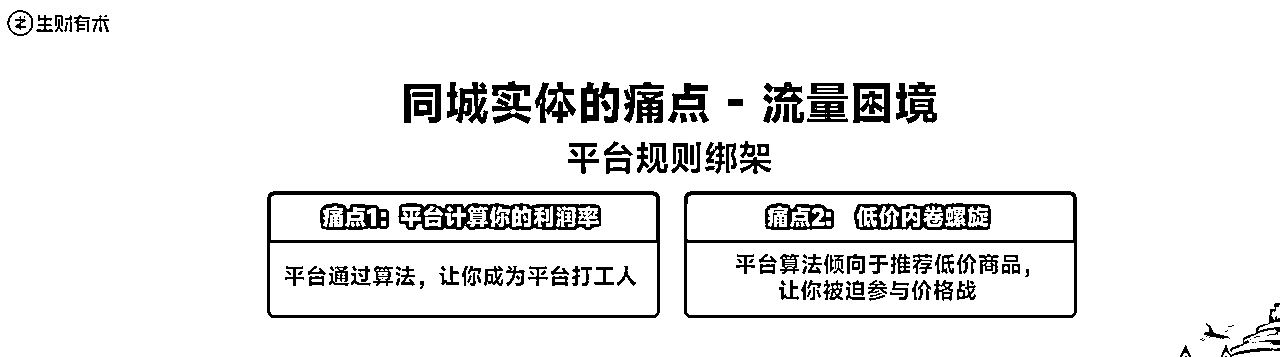 生财有术
同城实体的痛点 - 流量困境
平台规则绑架
痛点1：平台计算你的利润率
平台通过算法，让你成为平台打工人
痛点2： 低价内卷螺旋
平台算法倾向于推荐低价商品，
让你被迫参与价格战